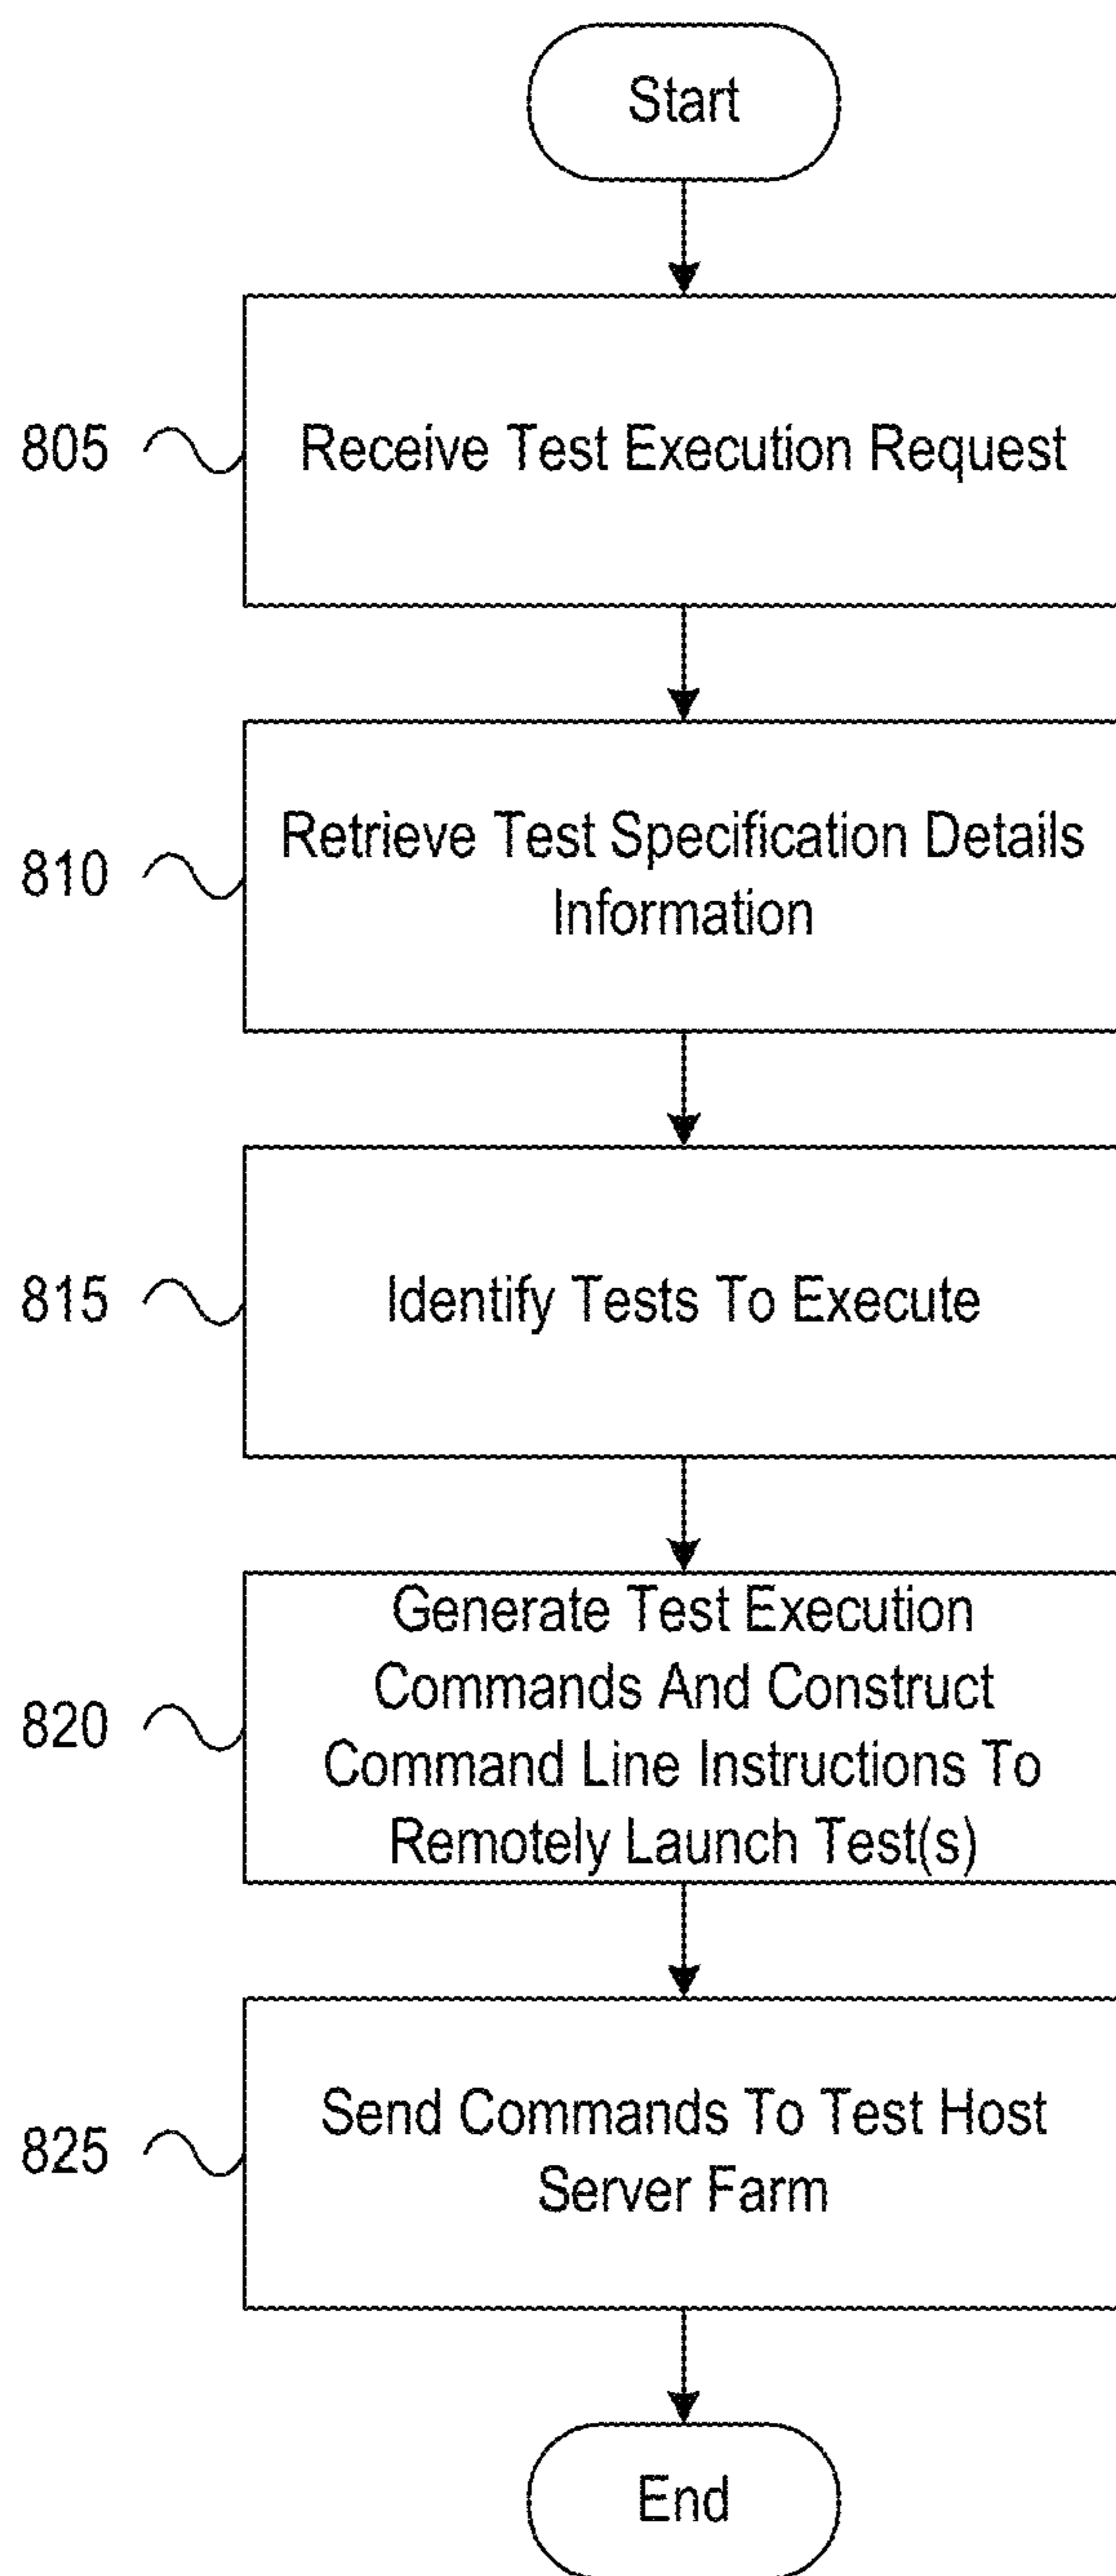 Start
805
Receive Test Execution Request
810
Retrieve Test Specification Details
Information
815
Identify Tests To Execute
820
Generate Test Execution
Commands And Construct
Command Line Instructions To
Remotely Launch Test(s)
825
Send Commands To Test Host
Server Farm
End